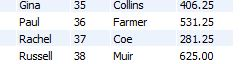 Gina 35 Collins 406.25
Paul 36 Farmer 531.25
Rachel 37 Coe 281.25
Russell 38 Muir 625.00